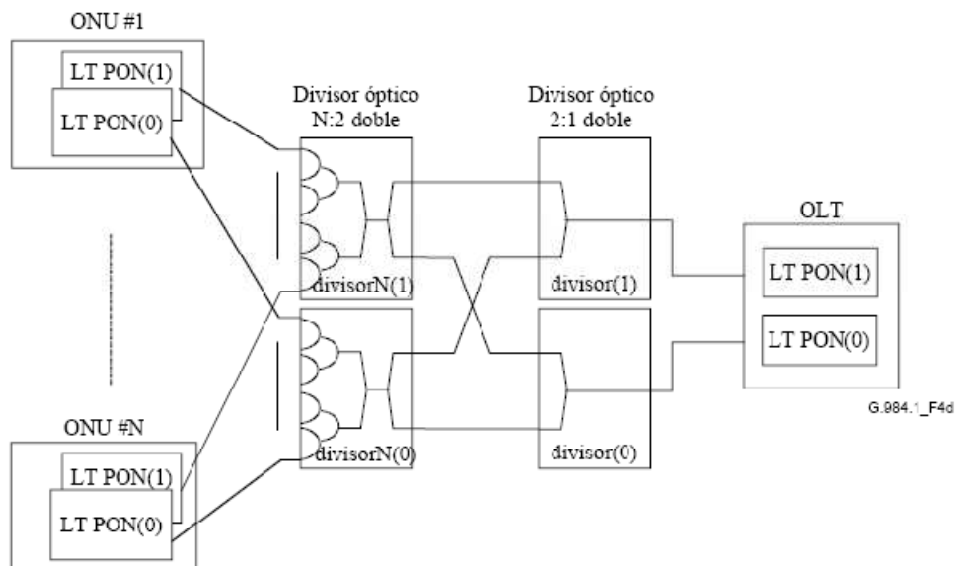 ONU #1
LT PON(1)
LT PON(0)
Divisor óptico
N:2 doble
Divisor óptico
2:1 doble
OLT
LT PON(1)
LT PON(0)
divisorN(1)
divisor(1)
G.984.1_F4d
ONU #N
LT PON(1)
LT PON(0)
divisorN(0)
divisor(0)